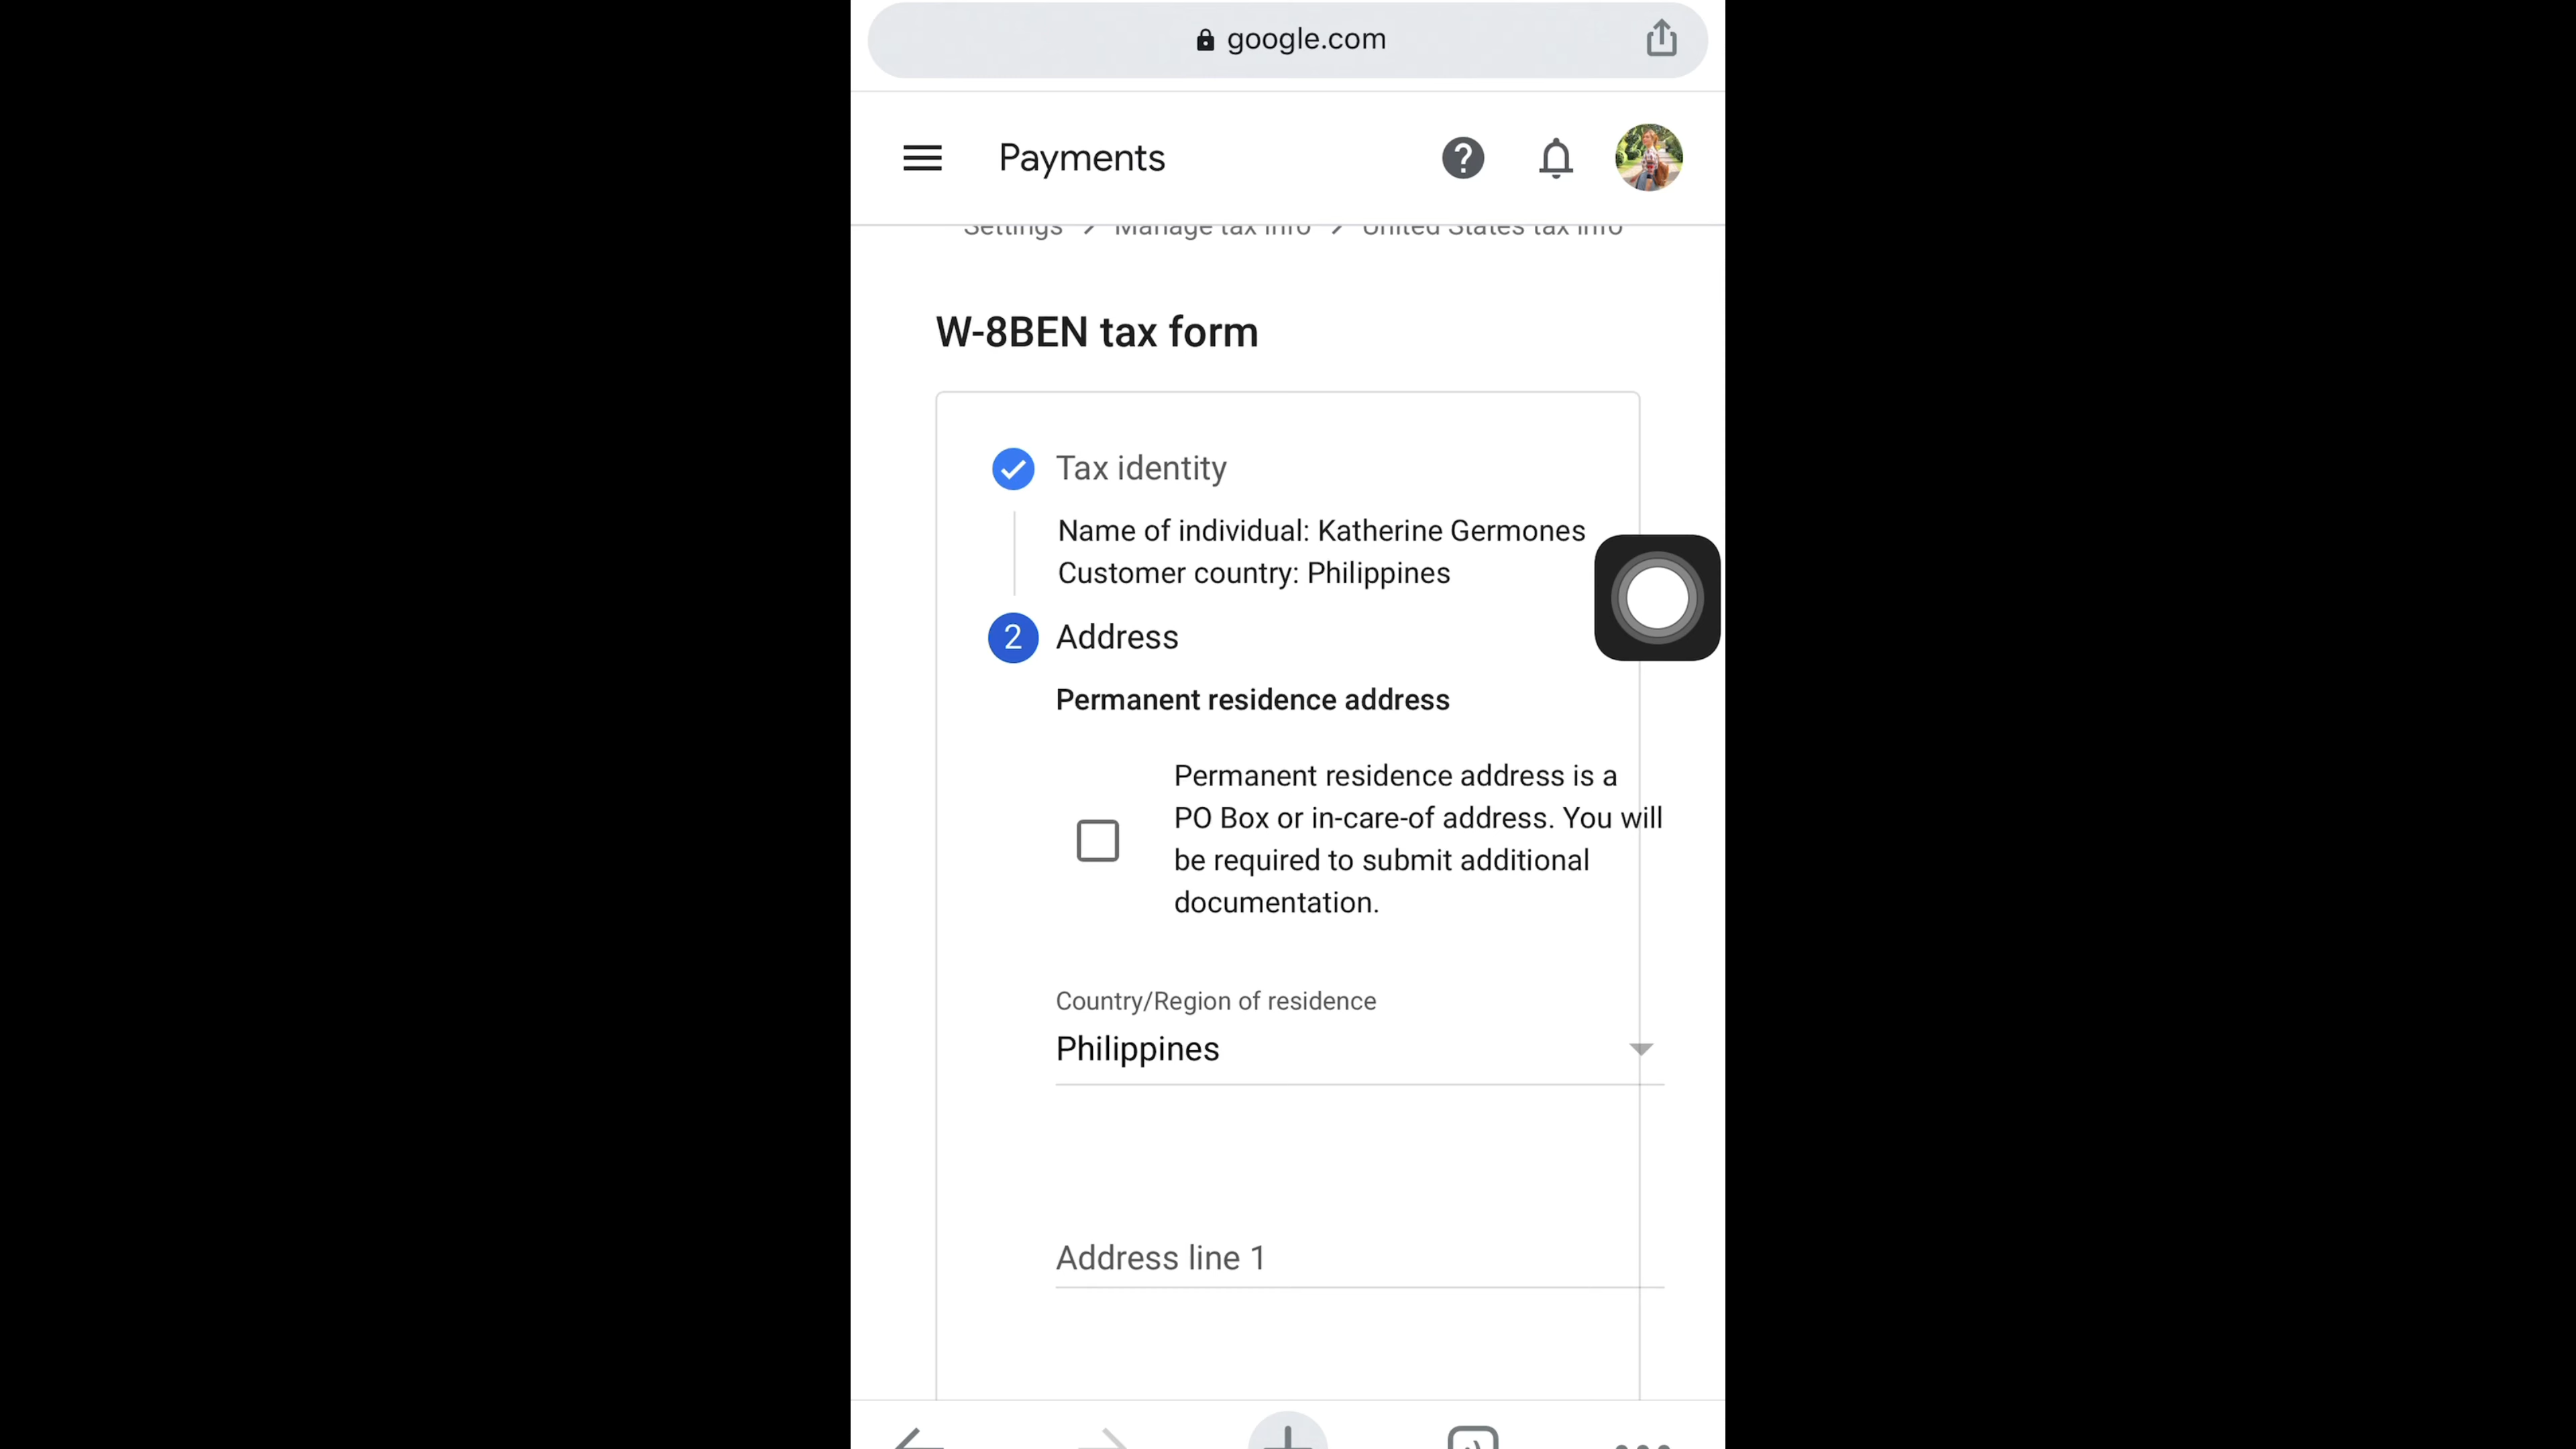 google.com
Payments
Settings > Manage tax info > United States tax info
W-8BEN tax form
Tax identity
Name of individual: Katherine Germones
Customer country: Philippines
2 Address
Permanent residence address
Permanent residence address is a
PO Box or in-care-of address. You will
be required to submit additional
documentation.
Country/Region of residence
Philippines
Address line 1